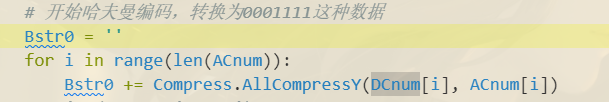 # 开始哈夫曼编码，转换为0001111这种数据
Bstr0 = ''
for i in range(len(ACnum)):
    Bstr0 += Compress.AllCompressY(DCnum[i], ACnum[i])